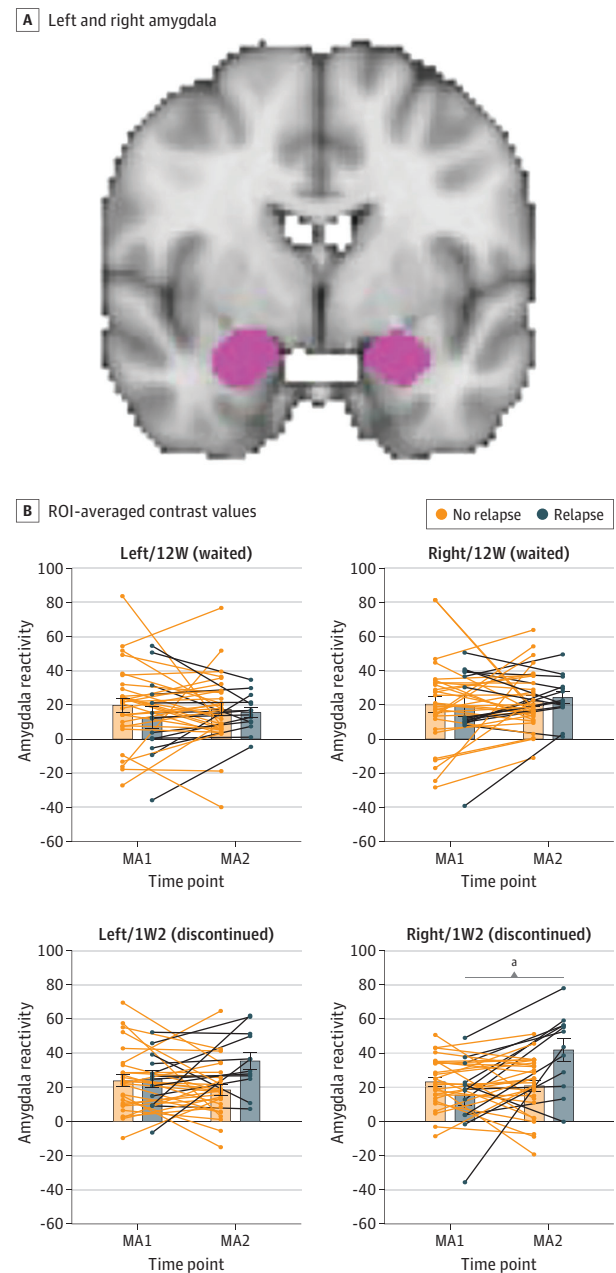 A Left and right amygdala
B ROI-averaged contrast values
No relapse Relapse
Left/12W (waited)
100
80
60
40
20
0
-20
-40
-60
Amygdala reactivity
MA1 MA2
Time point
Right/12W (waited)
100
80
60
40
20
0
-20
-40
-60
Amygdala reactivity
MA1 MA2
Time point
Left/1W2 (discontinued)
100
80
60
40
20
0
-20
-40
-60
Amygdala reactivity
MA1 MA2
Time point
Right/1W2 (discontinued)
a
100
80
60
40
20
0
-20
-40
-60
Amygdala reactivity
MA1 MA2
Time point